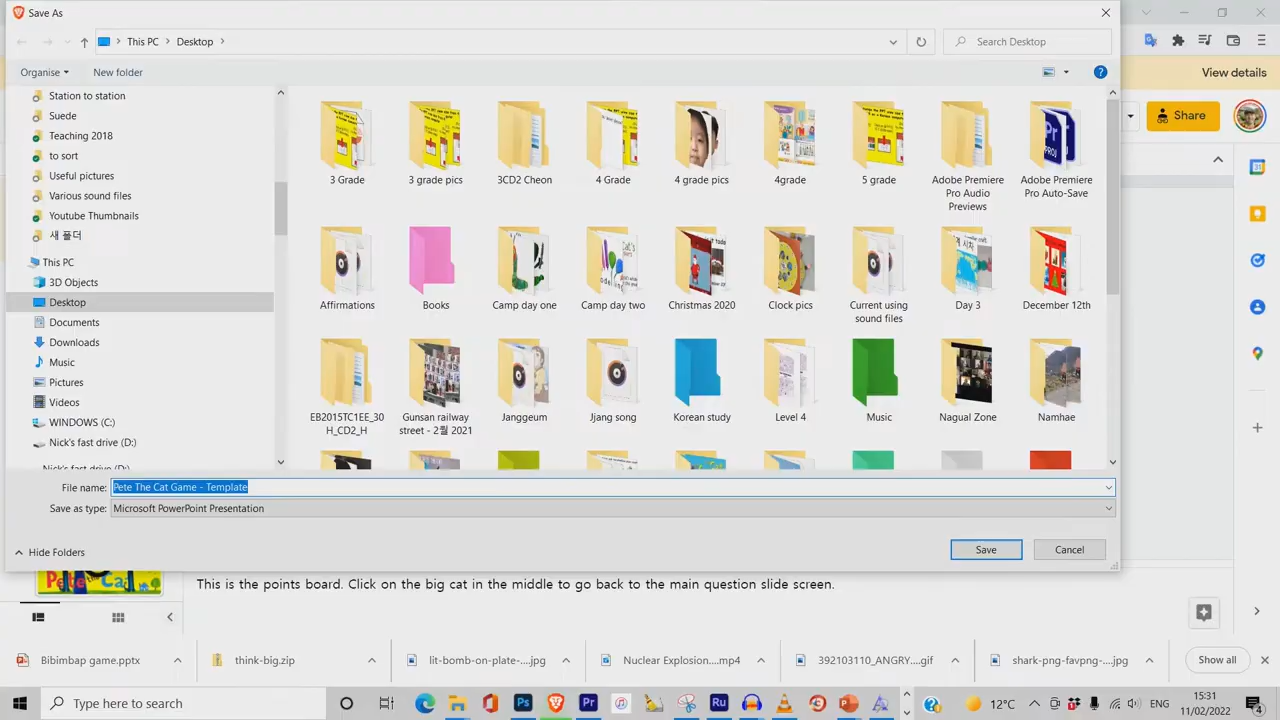 Save As
This PC
Desktop
Search Desktop
Organise
New folder
View details
Share
Station to station
Suede
Teaching 2018
to sort
Useful pictures
Various sound files
Youtube Thumbnails
새 폴더
This PC
3D Objects
Desktop
Documents
Downloads
Music
Pictures
Videos
WINDOWS (C:)
Nick's fast drive (D:)
Nick's fast drive (D:)
3 Grade
3 grade pics
3CD2 Cheon
4 Grade
4 grade pics
4grade
5 grade
Adobe Premiere
Pro Audio
Previews
Adobe Premiere
Pro Auto-Save
Affirmations
Books
Camp day one
Camp day two
Christmas 2020
Clock pics
Current using
sound files
Day 3
December 12th
EB2015TC1EE_30
H_CD2_H
Gunsan railway
street - 2월 2021
Janggeum
Jjiang song
Korean study
Level 4
Music
Nagual Zone
Namhae
File name: Pete The Cat Game - Template
Save as type: Microsoft PowerPoint Presentation
Hide Folders
Save
Cancel
This is the points board. Click on the big cat in the middle to go back to the main question slide screen.
Bibimbap game.pptx
think-big.zip
lit-bomb-on-plate-....jpg
Nuclear Explosion....mp4
392103110_ANGRY....gif
shark-png-favpng-....jpg
Show all
Type here to search
12°C
ENG
15:31
11/02/2022